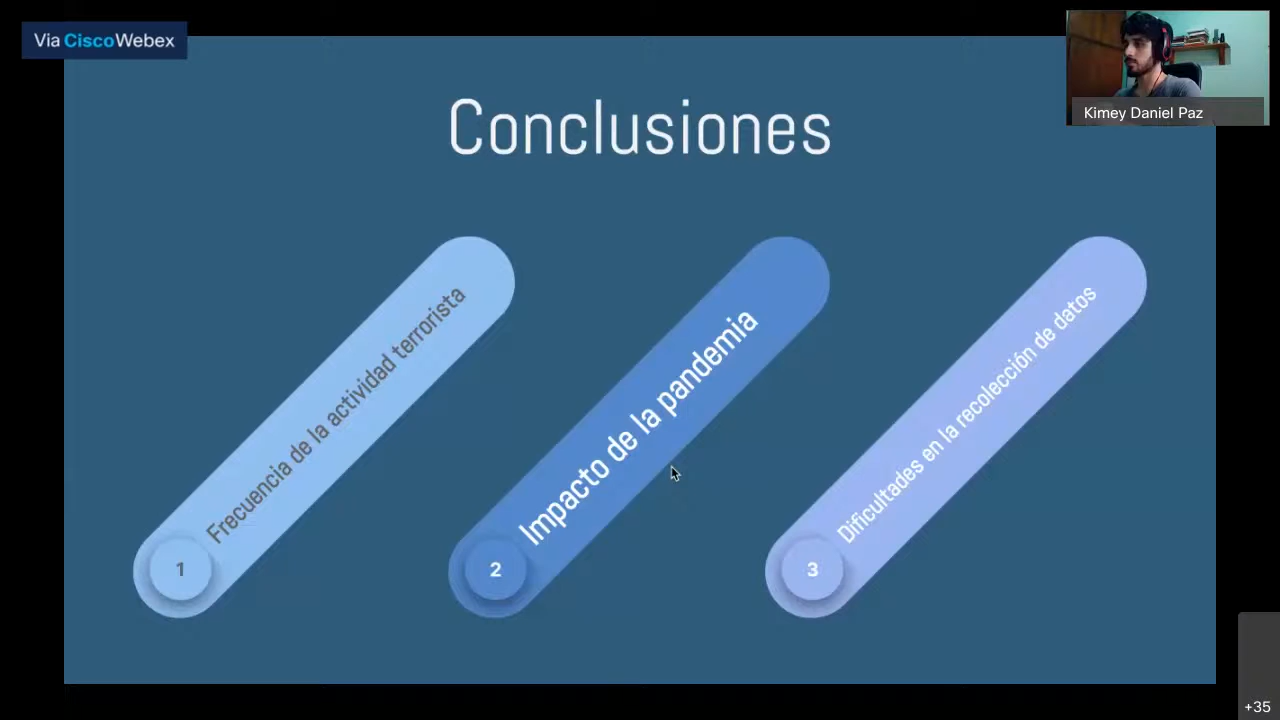 Via CiscoWebex
Kimey Daniel Paz
Conclusiones
Frecuencia de la actividad terrorista
1
Impacto de la pandemia
2
Dificultades en la recolección de datos
3
+35